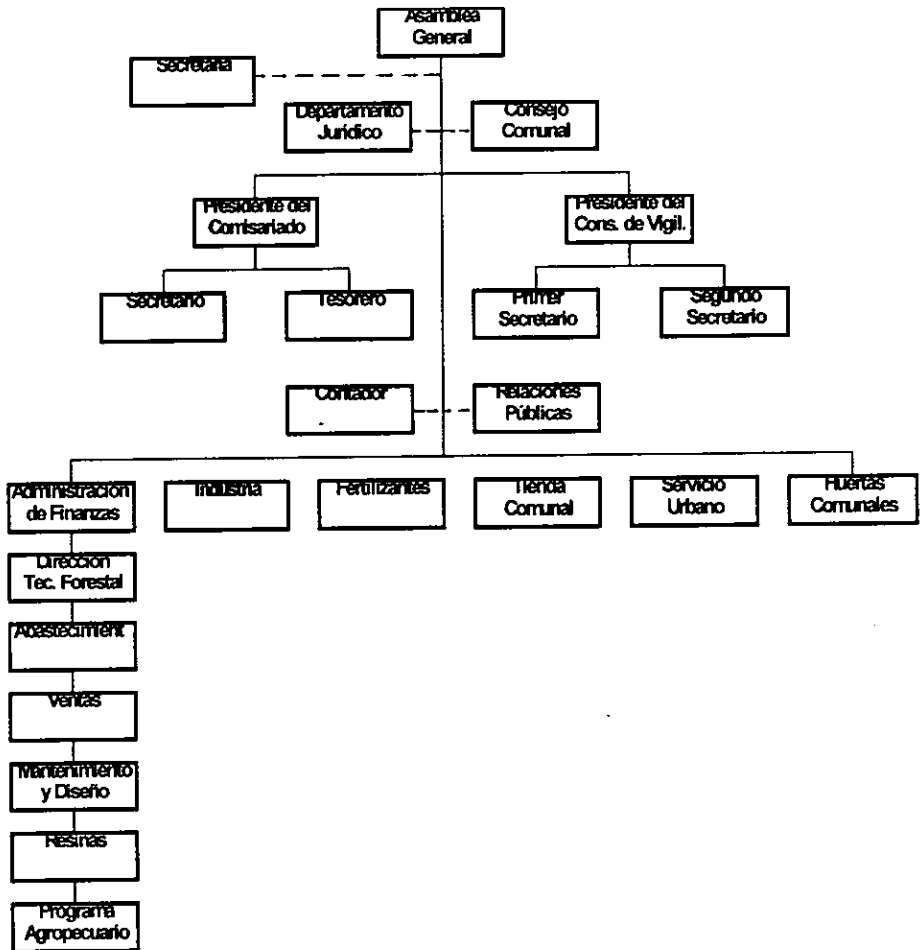 Asamblea
General
Secretaria
Departamento
Jurídico
Consejo
Comunal
Presidente del
Comisariado
Presidente del
Cons. de Vigil.
Secretario
Tesorero
Primer
Secretario
Segundo
Secretario
Contador
Relaciones
Públicas
Administración
de Finanzas
Industria
Fertilizantes
Tienda
Comunal
Servicio
Urbano
Huertas
Comunales
Dirección
Tec. Forestal
Abastecimient
Ventas
Mantenimiento
y Diseño
Resinas
Programa
Agropecuario